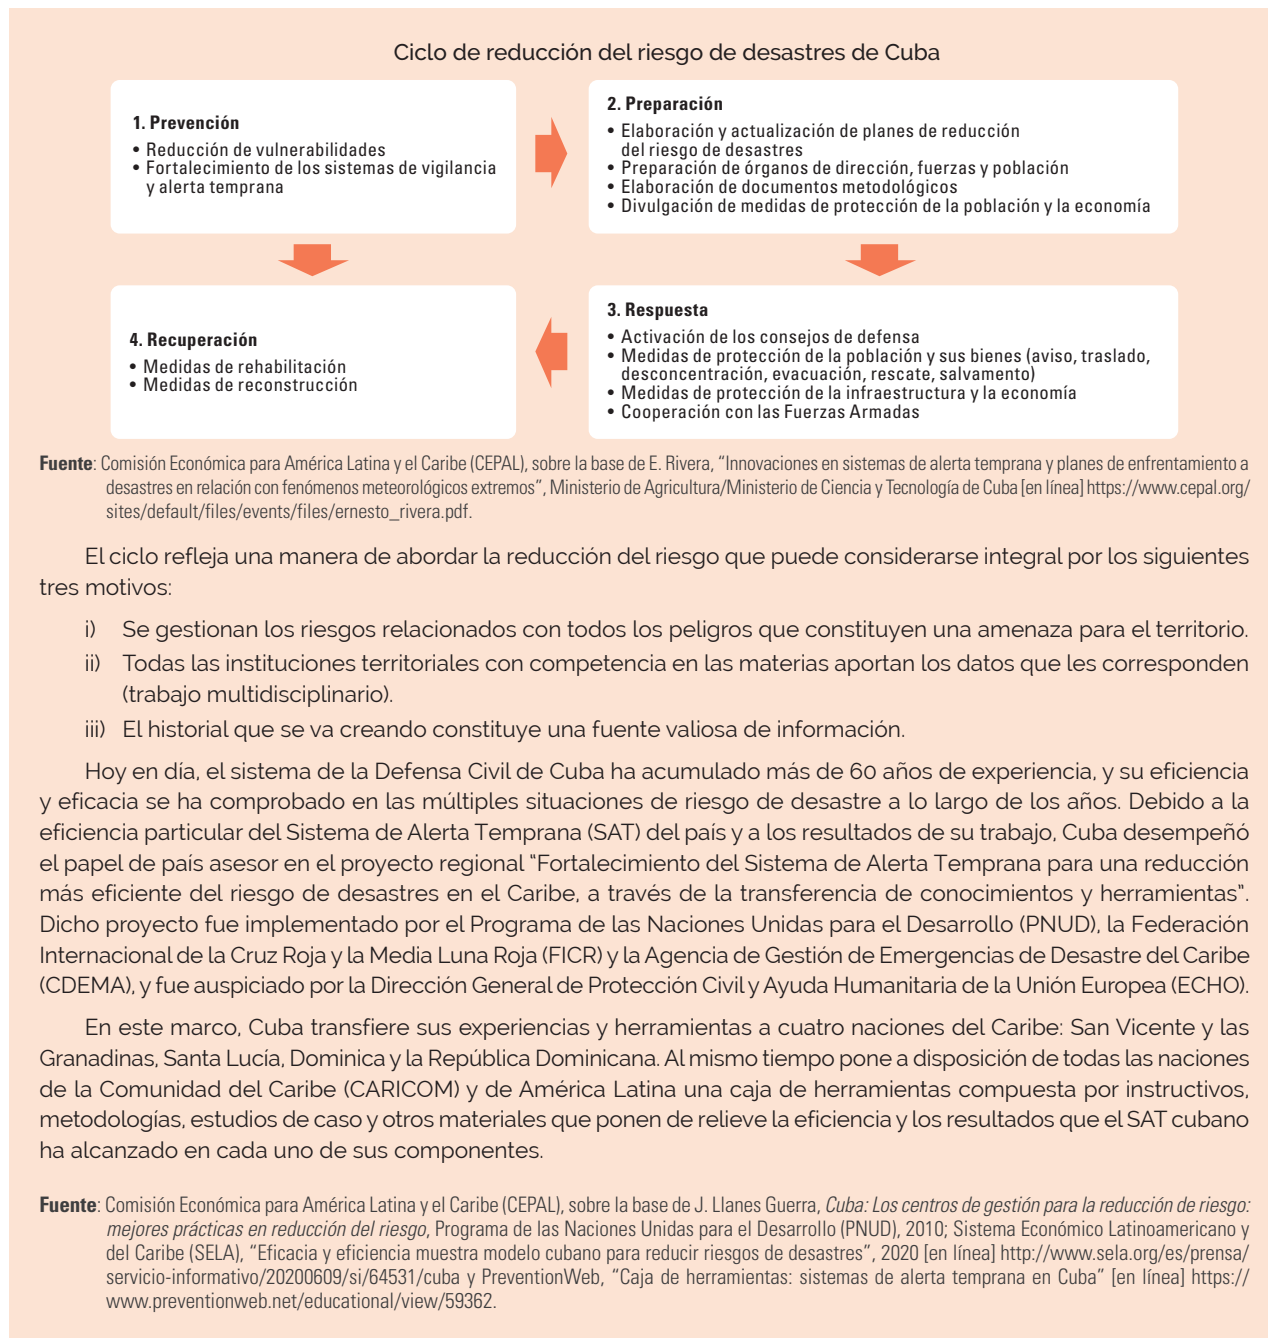 Ciclo de reducción del riesgo de desastres de Cuba
1. Prevención
• Reducción de vulnerabilidades
• Fortalecimiento de los sistemas de vigilancia
y alerta temprana
2. Preparación
• Elaboración y actualización de planes de reducción
del riesgo de desastres
• Preparación de órganos de dirección, fuerzas y población
• Elaboración de documentos metodológicos
• Divulgación de medidas de protección de la población y la economía
4. Recuperación
• Medidas de rehabilitación
• Medidas de reconstrucción
3. Respuesta
• Activación de los consejos de defensa
• Medidas de protección de la población y sus bienes (aviso, traslado,
desconcentración, evacuación, rescate, salvamento)
• Medidas de protección de la infraestructura y la economía
• Cooperación con las Fuerzas Armadas
Fuente: Comisión Económica para América Latina y el Caribe (CEPAL), sobre la base de E. Rivera, “Innovaciones en sistemas de alerta temprana y planes de enfrentamiento a
desastres en relación con fenómenos meteorológicos extremos”, Ministerio de Agricultura/Ministerio de Ciencia y Tecnología de Cuba [en línea] https://www.cepal.org/
sites/default/files/events/files/ernesto_rivera.pdf.
El ciclo refleja una manera de abordar la reducción del riesgo que puede considerarse integral por los siguientes
tres motivos:
i) Se gestionan los riesgos relacionados con todos los peligros que constituyen una amenaza para el territorio.
ii) Todas las instituciones territoriales con competencia en las materias aportan los datos que les corresponden
(trabajo multidisciplinario).
iii) El historial que se va creando constituye una fuente valiosa de información.
Hoy en día, el sistema de la Defensa Civil de Cuba ha acumulado más de 60 años de experiencia, y su eficiencia
y eficacia se ha comprobado en las múltiples situaciones de riesgo de desastre a lo largo de los años. Debido a la
eficiencia particular del Sistema de Alerta Temprana (SAT) del país y a los resultados de su trabajo, Cuba desempeñó
el papel de país asesor en el proyecto regional “Fortalecimiento del Sistema de Alerta Temprana para una reducción
más eficiente del riesgo de desastres en el Caribe, a través de la transferencia de conocimientos y herramientas”.
Dicho proyecto fue implementado por el Programa de las Naciones Unidas para el Desarrollo (PNUD), la Federación
Internacional de la Cruz Roja y la Media Luna Roja (FICR) y la Agencia de Gestión de Emergencias de Desastre del Caribe
(CDEMA), y fue auspiciado por la Dirección General de Protección Civil y Ayuda Humanitaria de la Unión Europea (ECHO).
En este marco, Cuba transfiere sus experiencias y herramientas a cuatro naciones del Caribe: San Vicente y las
Granadinas, Santa Lucía, Dominica y la República Dominicana. Al mismo tiempo pone a disposición de todas las naciones
de la Comunidad del Caribe (CARICOM) y de América Latina una caja de herramientas compuesta por instructivos,
metodologías, estudios de caso y otros materiales que ponen de relieve la eficiencia y los resultados que el SAT cubano
ha alcanzado en cada uno de sus componentes.
Fuente: Comisión Económica para América Latina y el Caribe (CEPAL), sobre la base de J. Llanes Guerra, Cuba: Los centros de gestión para la reducción de riesgo:
mejores prácticas en reducción del riesgo, Programa de las Naciones Unidas para el Desarrollo (PNUD), 2010; Sistema Económico Latinoamericano y
del Caribe (SELA), “Eficacia y eficiencia muestra modelo cubano para reducir riesgos de desastres”, 2020 [en línea] http://www.sela.org/es/prensa/
servicio-informativo/20200609/si/64531/cuba y PreventionWeb, “Caja de herramientas: sistemas de alerta temprana en Cuba” [en línea] https://
www.preventionweb.net/educational/view/59362.